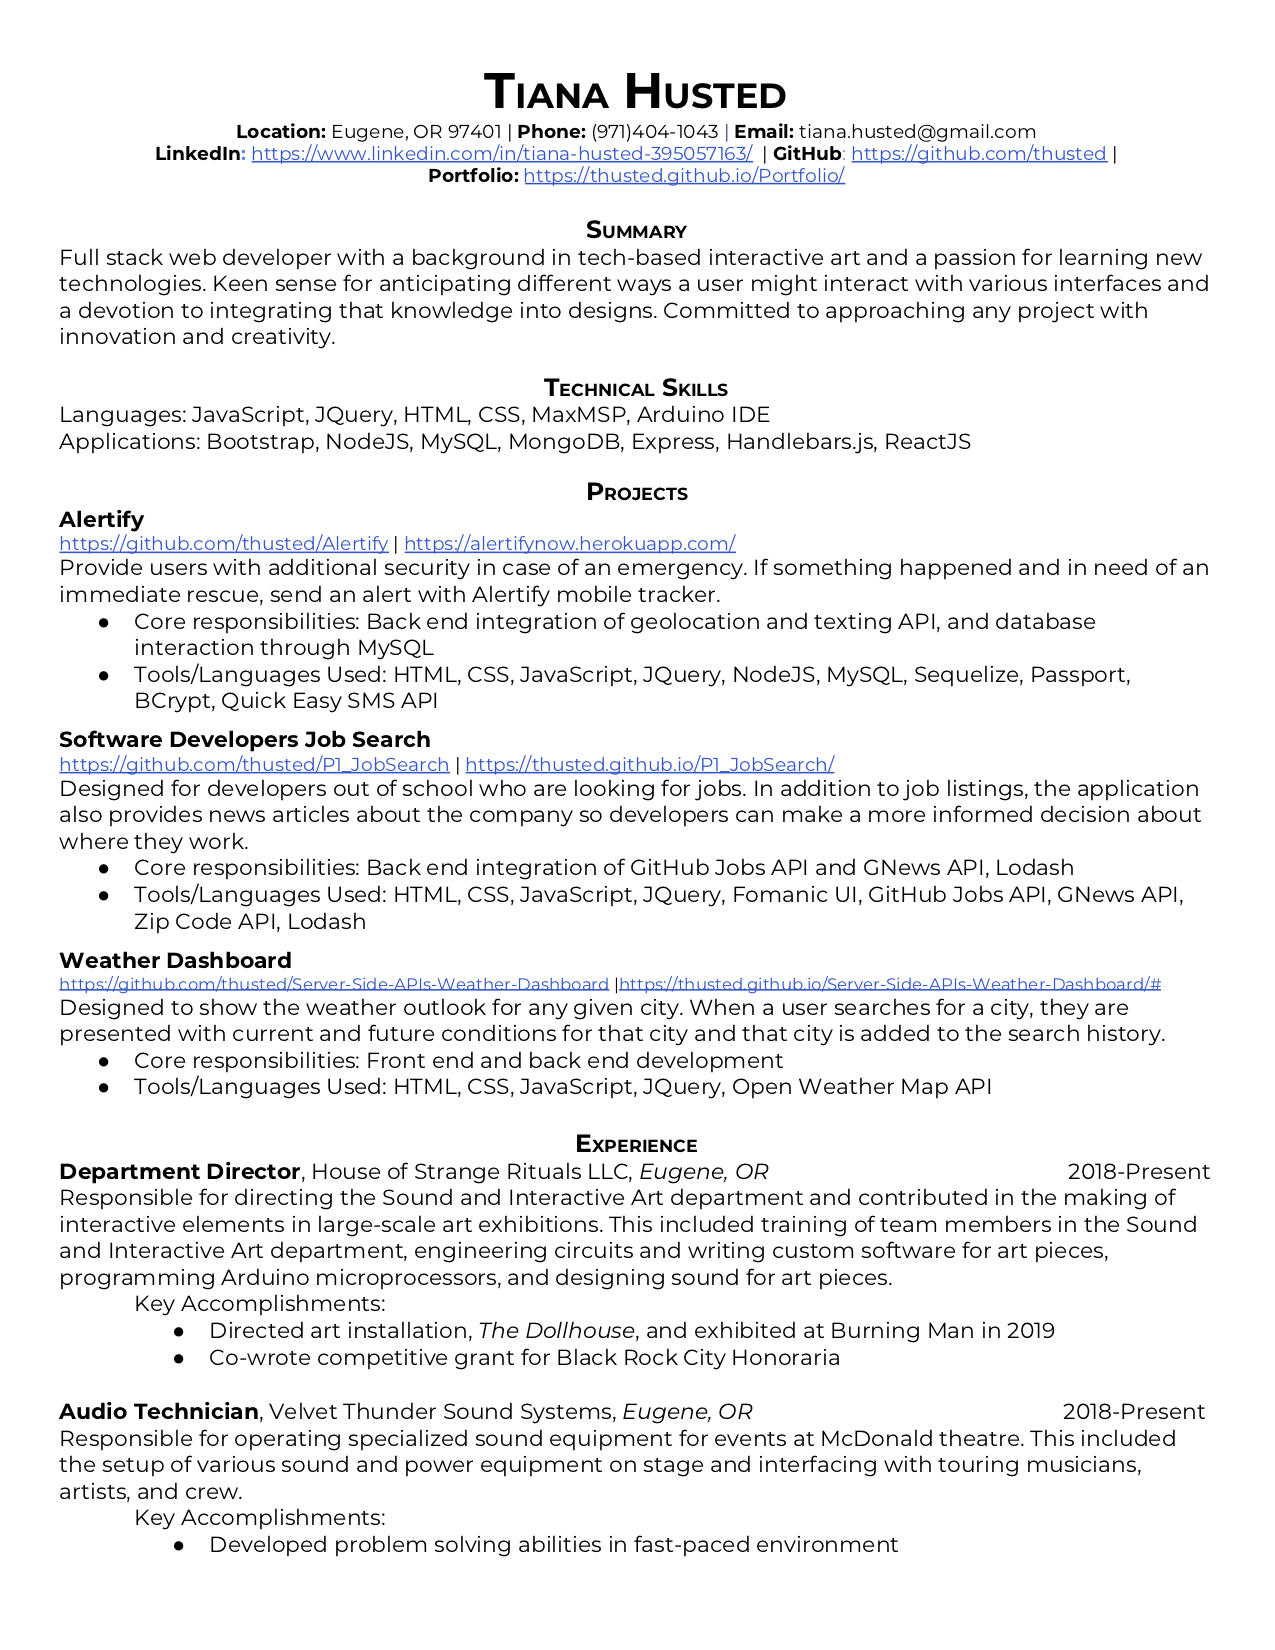 Tiana Husted
Location: Eugene, OR 97401 | Phone: (971)404-1043 | Email: tiana.husted@gmail.com
LinkedIn: https://www.linkedin.com/in/tiana-husted-395057163/ | GitHub: https://github.com/thusted |
Portfolio: https://thusted.github.io/Portfolio/
Summary
Full stack web developer with a background in tech-based interactive art and a passion for learning new
technologies. Keen sense for anticipating different ways a user might interact with various interfaces and
a devotion to integrating that knowledge into designs. Committed to approaching any project with
innovation and creativity.
Technical Skills
Languages: JavaScript, JQuery, HTML, CSS, MaxMSP, Arduino IDE
Applications: Bootstrap, NodeJS, MySQL, MongoDB, Express, Handlebars.js, ReactJS
Projects
Alertify
https://github.com/thusted/Alertify | https://alertifynow.herokuapp.com/
Provide users with additional security in case of an emergency. If something happened and in need of an
immediate rescue, send an alert with Alertify mobile tracker.
● Core responsibilities: Back end integration of geolocation and texting API, and database
interaction through MySQL
● Tools/Languages Used: HTML, CSS, JavaScript, JQuery, NodeJS, MySQL, Sequelize, Passport,
BCrypt, Quick Easy SMS API
Software Developers Job Search
https://github.com/thusted/P1_JobSearch | https://thusted.github.io/P1_JobSearch/
Designed for developers out of school who are looking for jobs. In addition to job listings, the application
also provides news articles about the company so developers can make a more informed decision about
where they work.
● Core responsibilities: Back end integration of GitHub Jobs API and GNews API, Lodash
● Tools/Languages Used: HTML, CSS, JavaScript, JQuery, Fomanic UI, GitHub Jobs API, GNews API,
Zip Code API, Lodash
Weather Dashboard
https://github.com/thusted/Server-Side-APIs-Weather-Dashboard |https://thusted.github.io/Server-Side-APIs-Weather-Dashboard/#
Designed to show the weather outlook for any given city. When a user searches for a city, they are
presented with current and future conditions for that city and that city is added to the search history.
● Core responsibilities: Front end and back end development
● Tools/Languages Used: HTML, CSS, JavaScript, JQuery, Open Weather Map API
Experience
Department Director, House of Strange Rituals LLC, Eugene, OR 2018-Present
Responsible for directing the Sound and Interactive Art department and contributed in the making of
interactive elements in large-scale art exhibitions. This included training of team members in the Sound
and Interactive Art department, engineering circuits and writing custom software for art pieces,
programming Arduino microprocessors, and designing sound for art pieces.
Key Accomplishments:
● Directed art installation, The Dollhouse, and exhibited at Burning Man in 2019
● Co-wrote competitive grant for Black Rock City Honoraria
Audio Technician, Velvet Thunder Sound Systems, Eugene, OR 2018-Present
Responsible for operating specialized sound equipment for events at McDonald theatre. This included
the setup of various sound and power equipment on stage and interfacing with touring musicians,
artists, and crew.
Key Accomplishments:
● Developed problem solving abilities in fast-paced environment